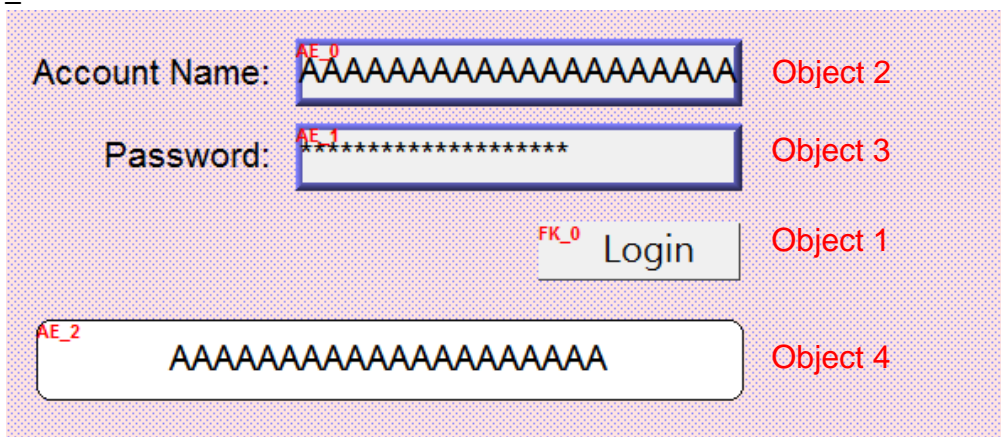 Account Name: AE_0 AAAAAAAAAAAAAAAAAAAA Object 2
Password: AE_1 ******************** Object 3
FK_0 Login Object 1
AE_2 AAAAAAAAAAAAAAAAAAAA Object 4